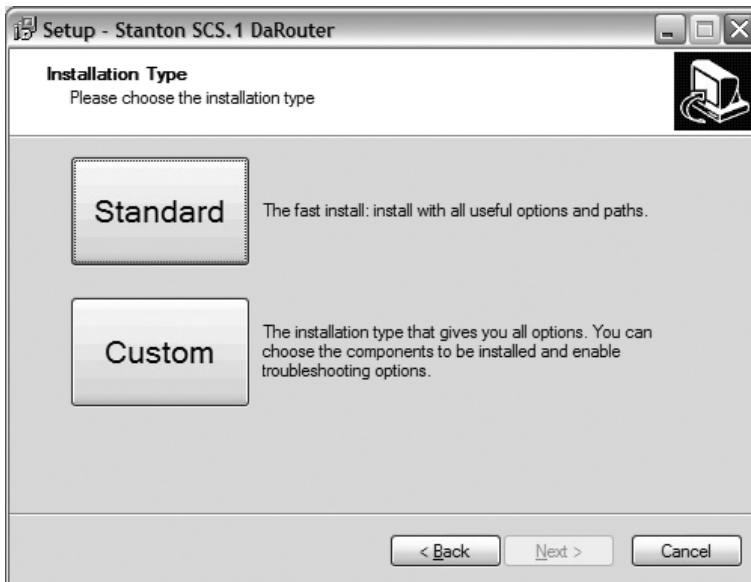 Setup - Stanton SCS.1 DaRouter
Installation Type
Please choose the installation type
Standard
The fast install: install with all useful options and paths.
Custom
The installation type that gives you all options. You can
choose the components to be installed and enable
troubleshooting options.
< Back
Next >
Cancel